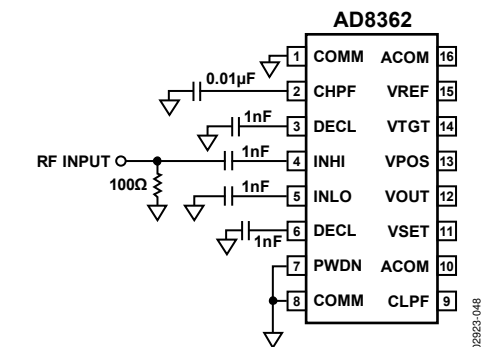 AD8362
1 COMM ACOM 16
0.01µF
2 CHPF VREF 15
1nF
3 DECL VTGT 14
1nF
RF INPUT 4 INHI VPOS 13
100Ω
1nF
5 INLO VOUT 12
1nF
6 DECL VSET 11
7 PWDN ACOM 10
8 COMM CLPF 9
02923-048